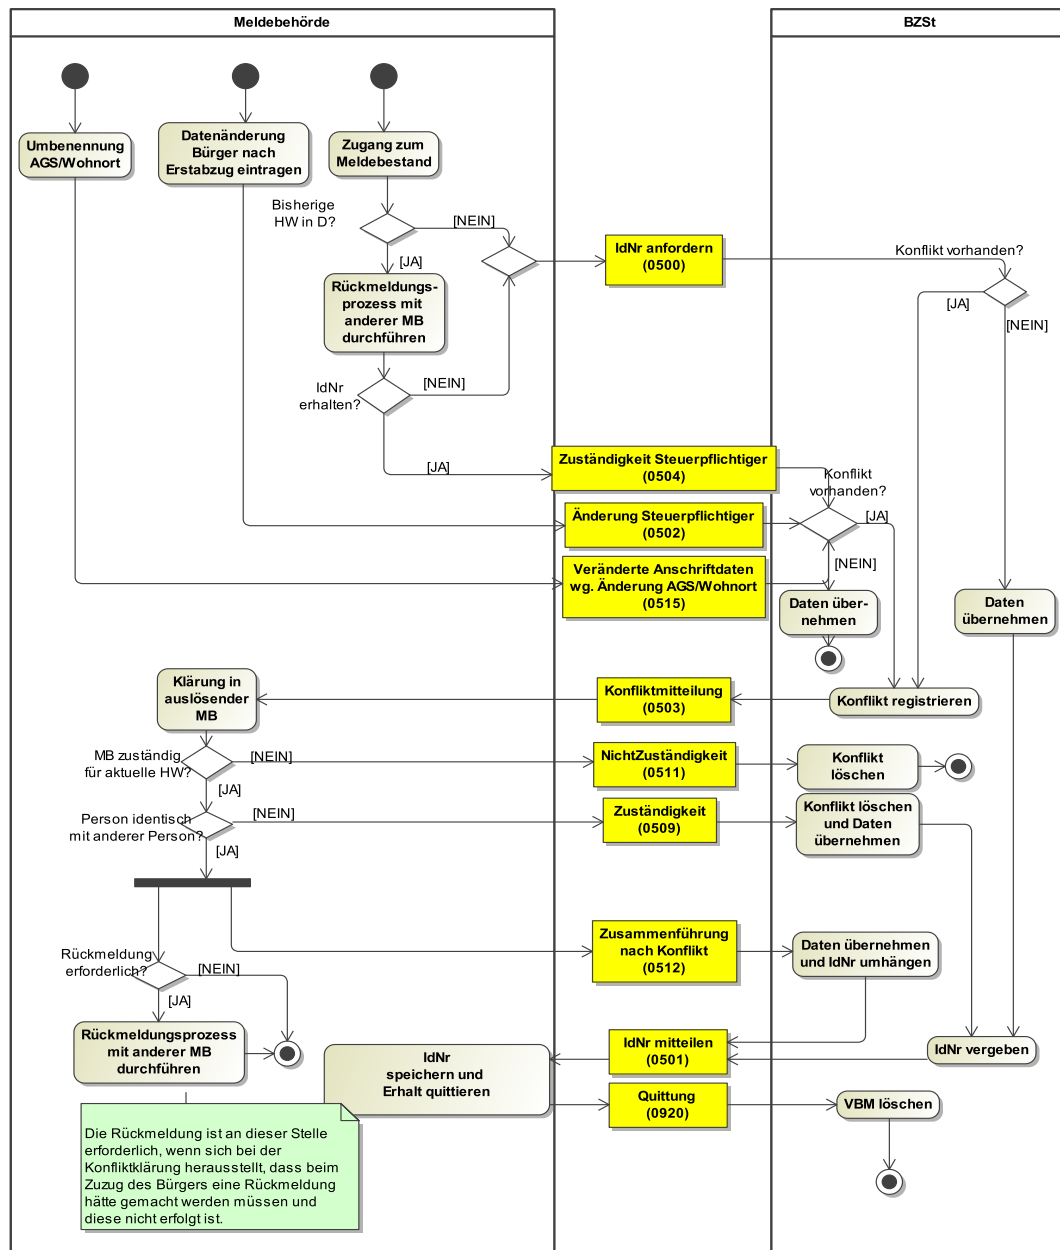 Meldebehörde
BZSt
Umbenennung
AGS/Wohnort
Datenänderung
Bürger nach
Erstabzug eintragen
Zugang zum
Meldebestand
Bisherige
HW in D?
[NEIN]
[JA]
IdNr anfordern
(0500)
Konflikt vorhanden?
[JA]
[NEIN]
Rückmeldungs-
prozess mit
anderer MB
durchführen
IdNr
erhalten?
[NEIN]
[JA]
Zuständigkeit Steuerpflichtiger
(0504)
Konflikt
vorhanden?
[JA]
[NEIN]
Änderung Steuerpflichtiger
(0502)
Veränderte Anschriftdaten
wg. Änderung AGS/Wohnort
(0515)
Daten über-
nehmen
Daten
übernehmen
Klärung in
auslösender
MB
Konfliktmitteilung
(0503)
Konflikt registrieren
MB zuständig
für aktuelle HW?
[NEIN]
[JA]
NichtZuständigkeit
(0511)
Konflikt
löschen
Person identisch
mit anderer Person?
[NEIN]
[JA]
Zuständigkeit
(0509)
Konflikt löschen
und Daten
übernehmen
Rückmeldung
erforderlich?
[NEIN]
[JA]
Zusammenführung
nach Konflikt
(0512)
Daten übernehmen
und IdNr umhängen
Rückmeldungsprozess
mit anderer MB
durchführen
IdNr
speichern und
Erhalt quittieren
IdNr mitteilen
(0501)
IdNr vergeben
Quittung
(0920)
VBM löschen
Die Rückmeldung ist an dieser Stelle
erforderlich, wenn sich bei der
Konfliktklärung herausstellt, dass beim
Zuzug des Bürgers eine Rückmeldung
hätte gemacht werden müssen und
diese nicht erfolgt ist.